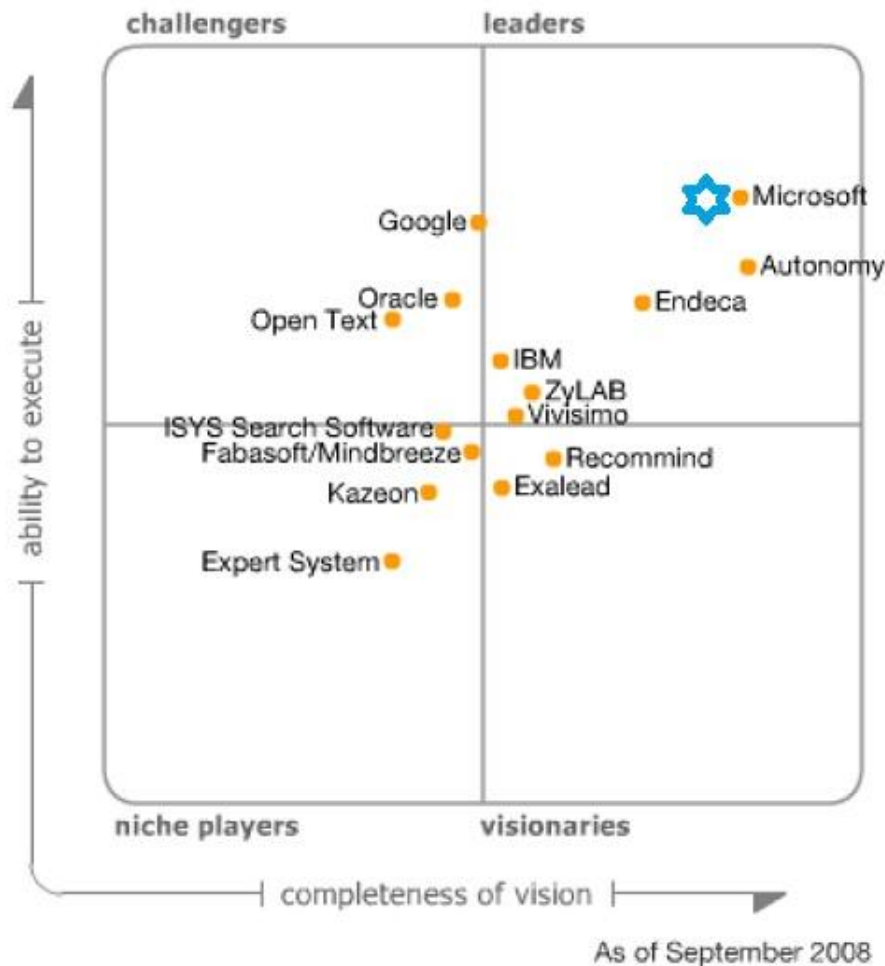 challengers
leaders
Microsoft
Google
Autonomy
Oracle
Endeca
Open Text
IBM
ZyLAB
Vivisimo
ISYS Search Software
Fabasoft/Mindbreeze
Recommind
Kazeon
Exalead
Expert System
ability to execute
niche players
visionaries
completeness of vision
As of September 2008